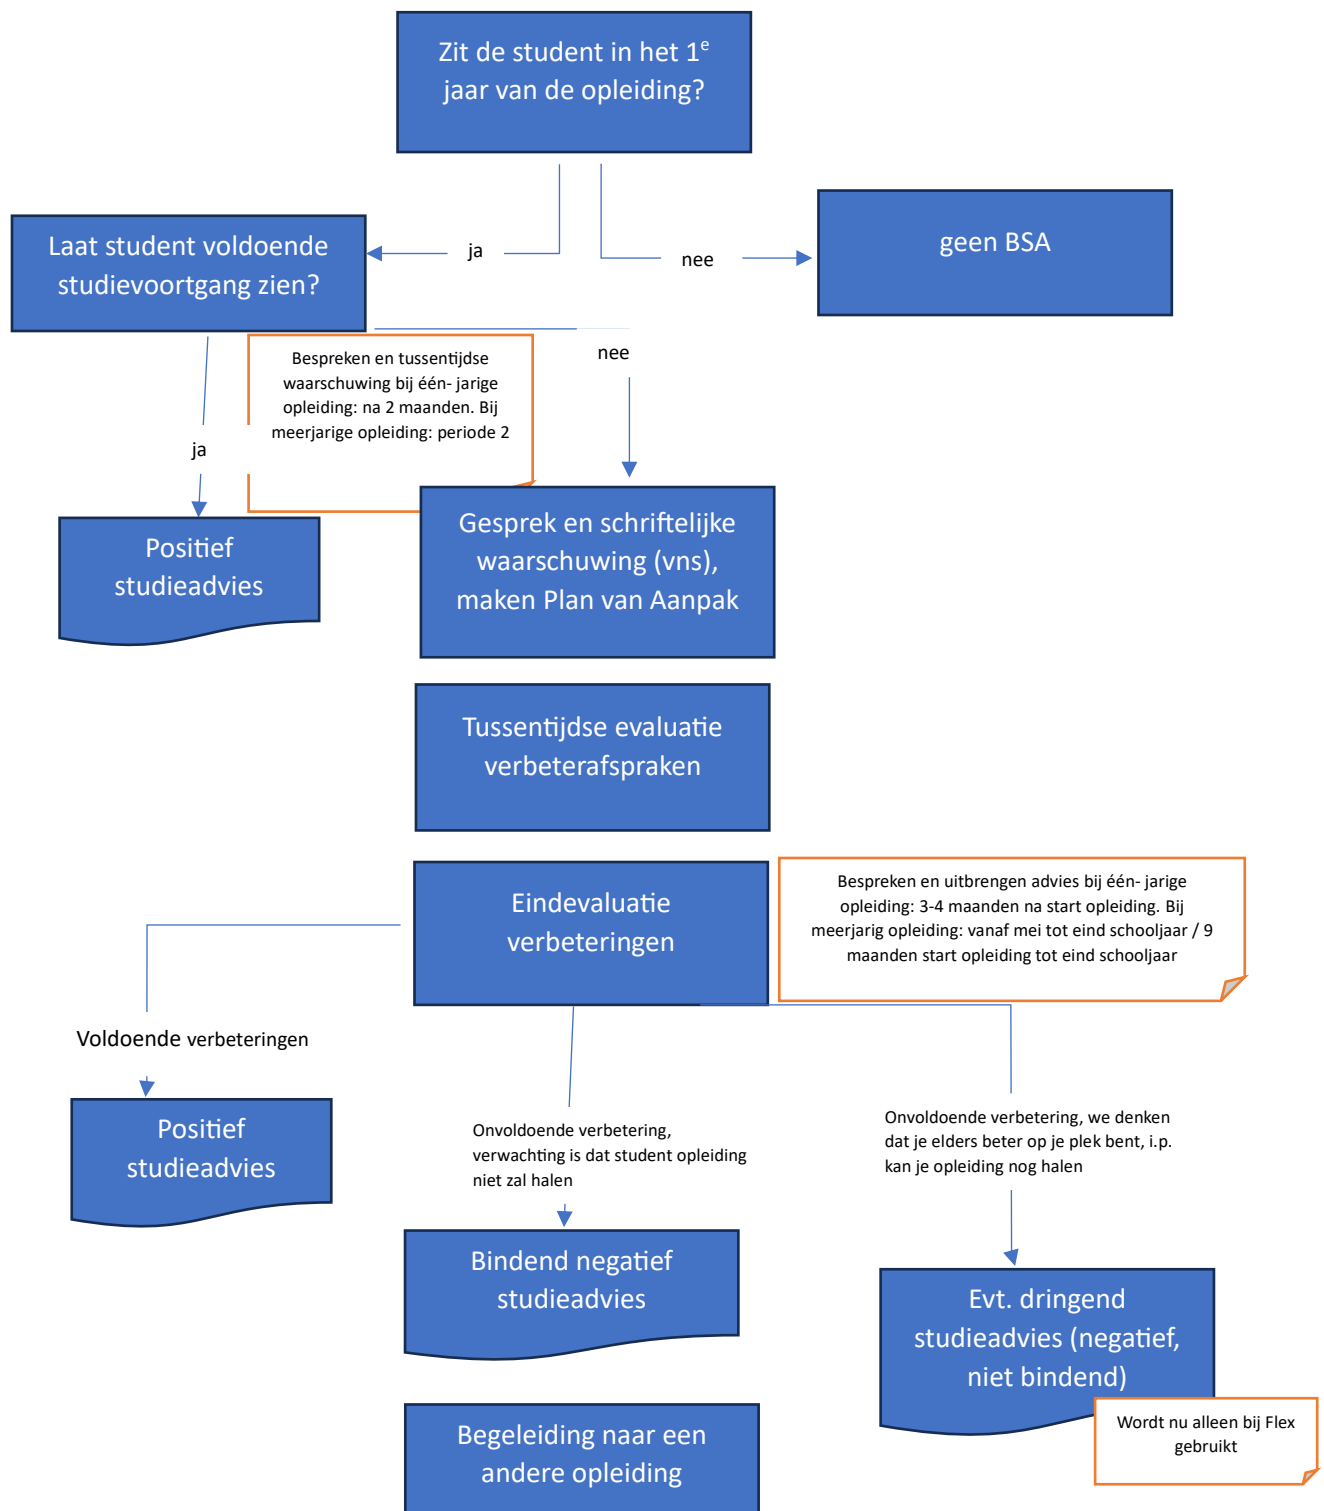 Zit de student in het 1e
jaar van de opleiding?
Laat student voldoende
studievoortgang zien?
ja
nee
geen BSA
Bespreken en tussentijdse
waarschuwing bij één- jarige
opleiding: na 2 maanden. Bij
meerjarige opleiding: periode 2
nee
ja
Positief
studieadvies
Gesprek en schriftelijke
waarschuwing (vns),
maken Plan van Aanpak
Tussentijdse evaluatie
verbeterafspraken
Eindevaluatie
verbeteringen
Bespreken en uitbrengen advies bij één- jarige
opleiding: 3-4 maanden na start opleiding. Bij
meerjarig opleiding: vanaf mei tot eind schooljaar / 9
maanden start opleiding tot eind schooljaar
Voldoende verbeteringen
Positief
studieadvies
Onvoldoende verbetering,
verwachting is dat student opleiding
niet zal halen
Onvoldoende verbetering, we denken
dat je elders beter op je plek bent, i.p.
kan je opleiding nog halen
Bindend negatief
studieadvies
Evt. dringend
studieadvies (negatief,
niet bindend)
Wordt nu alleen bij Flex
gebruikt
Begeleiding naar een
andere opleiding